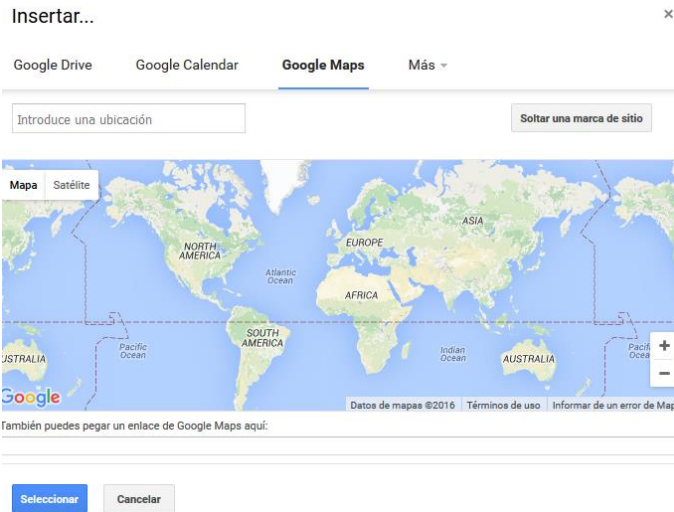 Insertar...
×
Google Drive
Google Calendar
Google Maps
Más
Introduce una ubicación
Soltar una marca de sitio
Mapa
Satélite
NORTH
AMERICA
Atlantic
Ocean
EUROPE
ASIA
AFRICA
SOUTH
AMERICA
Pacific
Ocean
Indian
Ocean
AUSTRALIA
Pacif
Ocea
USTRALIA
+
−
Google
Datos de mapas ©2016
Términos de uso
Informar de un error de Map
También puedes pegar un enlace de Google Maps aquí:
Seleccionar
Cancelar